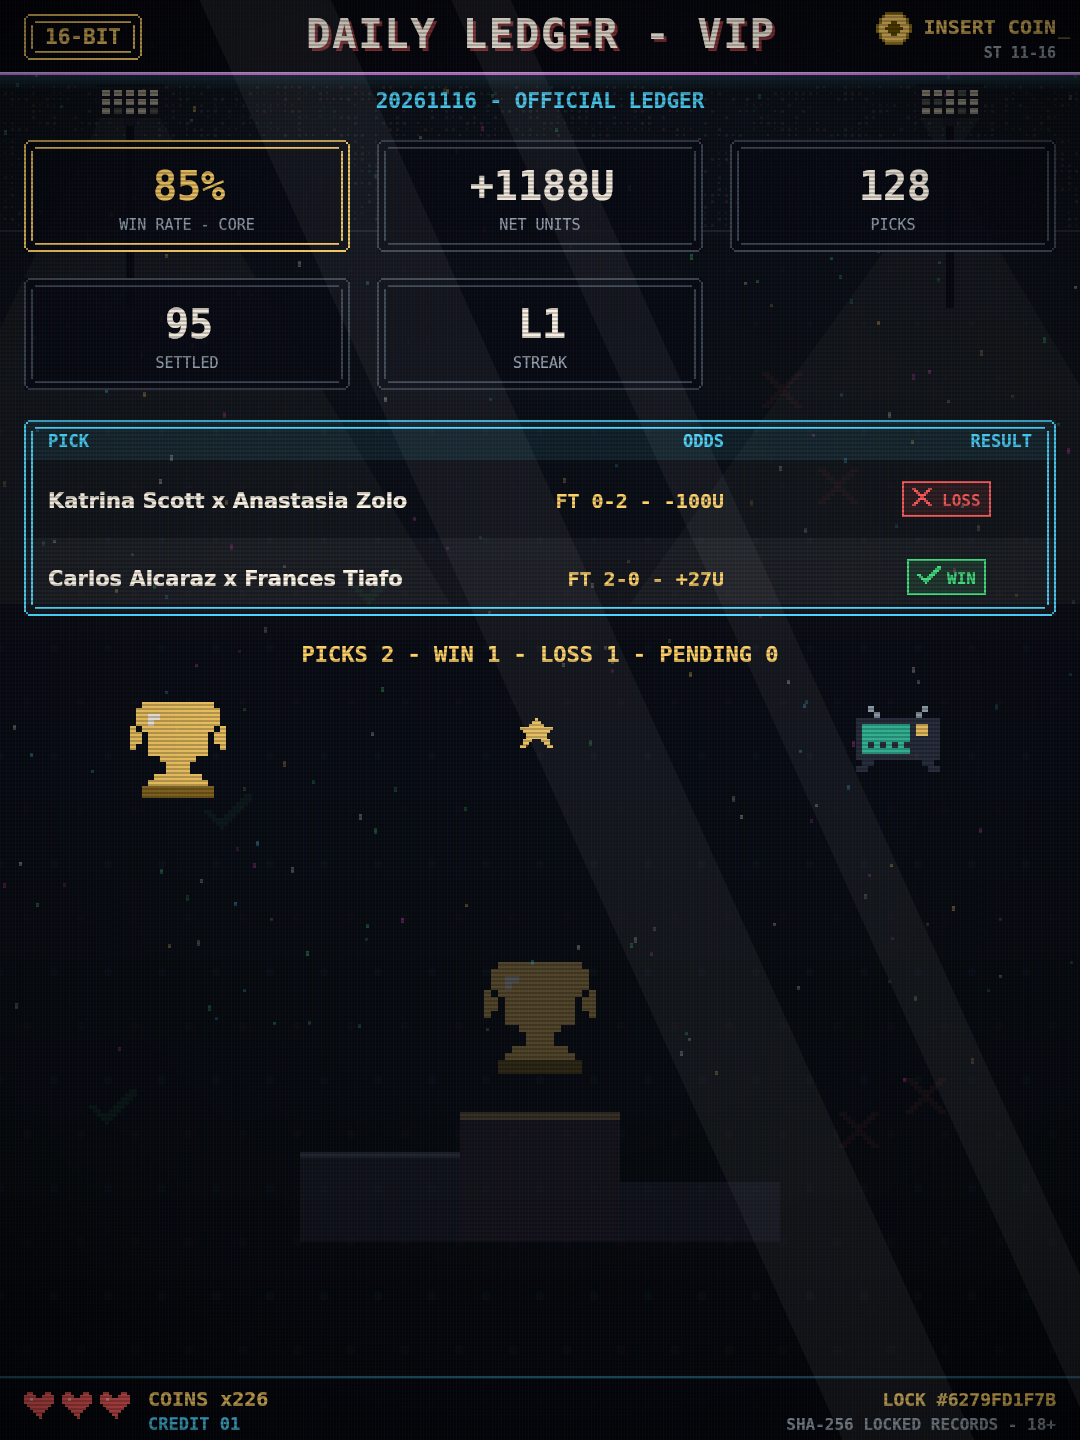 16-BIT
DAILY LEDGER - VIP
INSERT COIN_
ST 11-16
20261116 - OFFICIAL LEDGER
85%
WIN RATE - CORE
+1188U
NET UNITS
128
PICKS
95
SETTLED
L1
STREAK
PICK ODDS RESULT
Katrina Scott x Anastasia Zolo FT 0-2 - -100U LOSS
Carlos Alcaraz x Frances Tiafo FT 2-0 - +27U WIN
PICKS 2 - WIN 1 - LOSS 1 - PENDING 0
COINS x226
CREDIT 01
LOCK #6279FD1F7B
SHA-256 LOCKED RECORDS - 18+